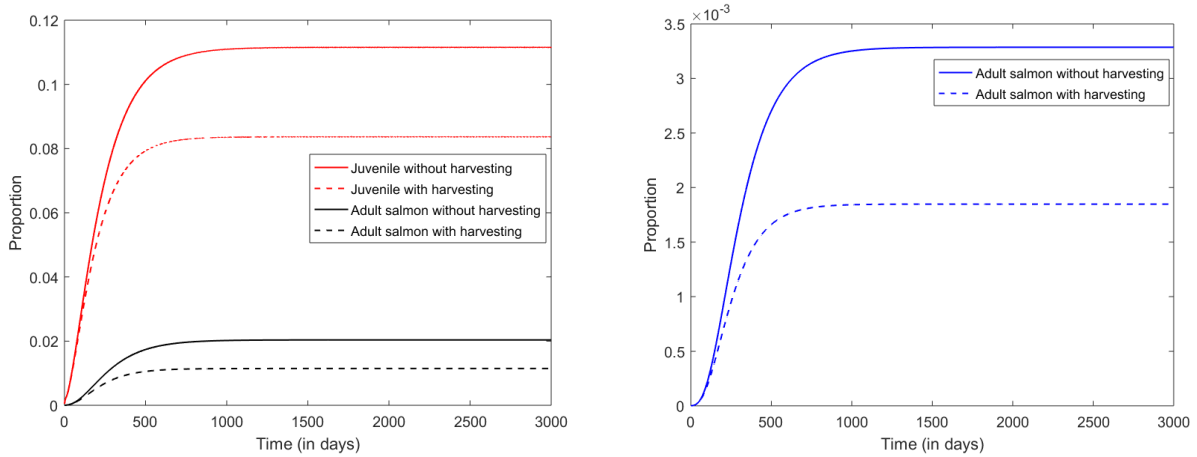 0.12
0.1
0.08
0.06
0.04
0.02
0
Proportion
Juvenile without harvesting
Juvenile with harvesting
Adult salmon without harvesting
Adult salmon with harvesting
0 500 1000 1500 2000 2500 3000
Time (in days)
×10⁻³
3.5
3
2.5
2
1.5
1
0.5
0
Proportion
Adult salmon without harvesting
Adult salmon with harvesting
0 500 1000 1500 2000 2500 3000
Time (in days)